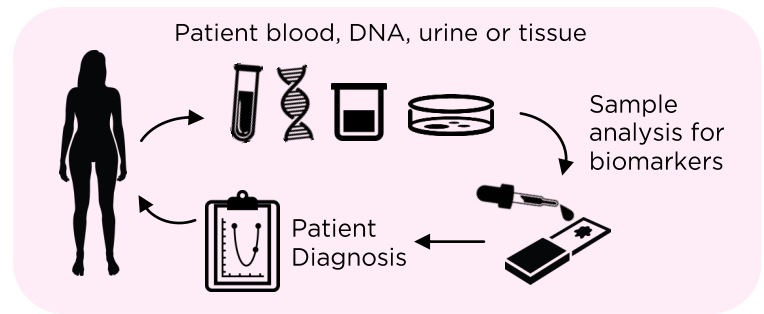 Patient blood, DNA, urine or tissue
Sample
analysis for
biomarkers
Patient
Diagnosis